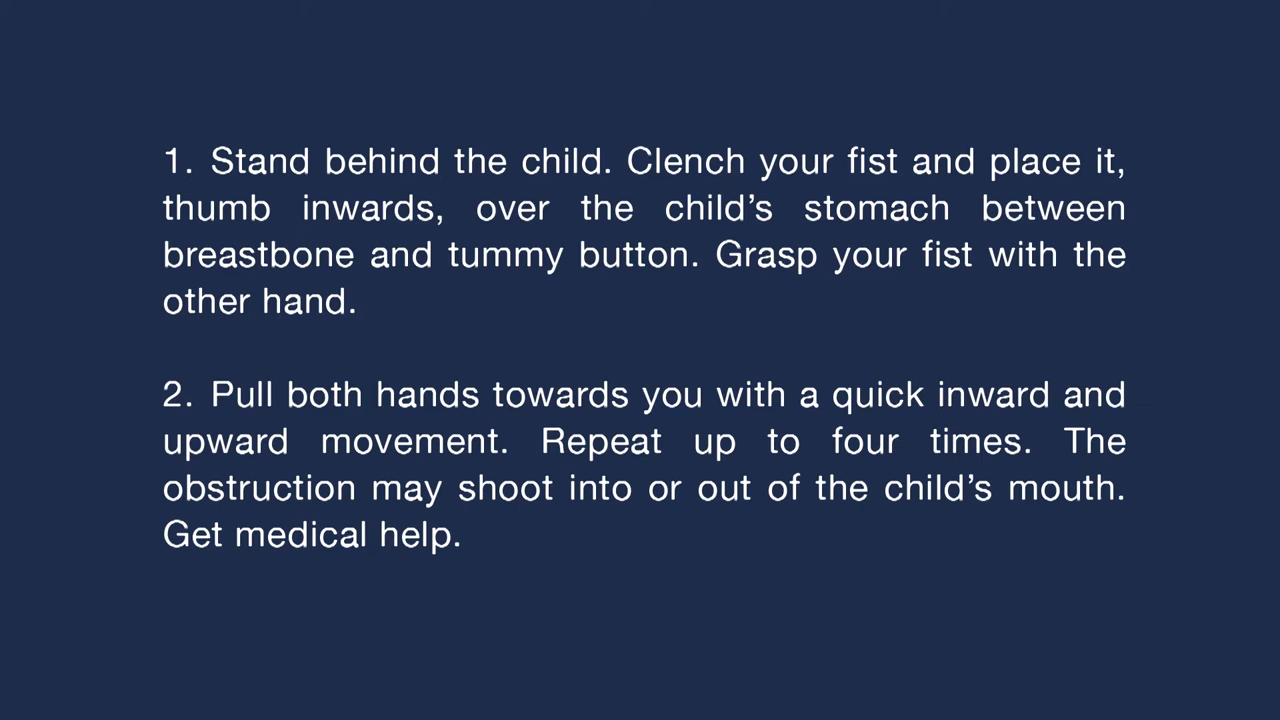 1. Stand behind the child. Clench your fist and place it,
thumb inwards, over the child’s stomach between
breastbone and tummy button. Grasp your fist with the
other hand.
2. Pull both hands towards you with a quick inward and
upward movement. Repeat up to four times. The
obstruction may shoot into or out of the child’s mouth.
Get medical help.